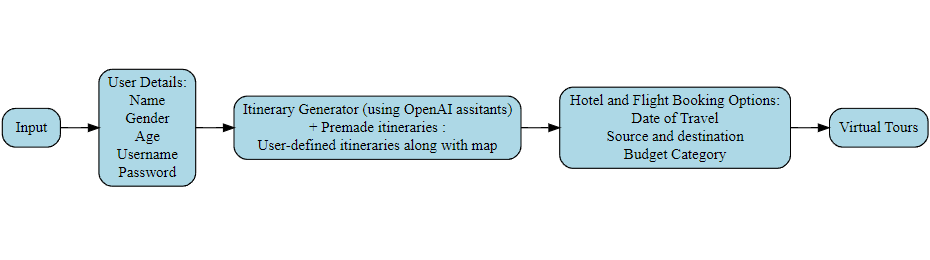 Input
User Details:
Name
Gender
Age
Username
Password
Itinerary Generator (using OpenAI assitants)
+ Premade itineraries :
User-defined itineraries along with map
Hotel and Flight Booking Options:
Date of Travel
Source and destination
Budget Category
Virtual Tours